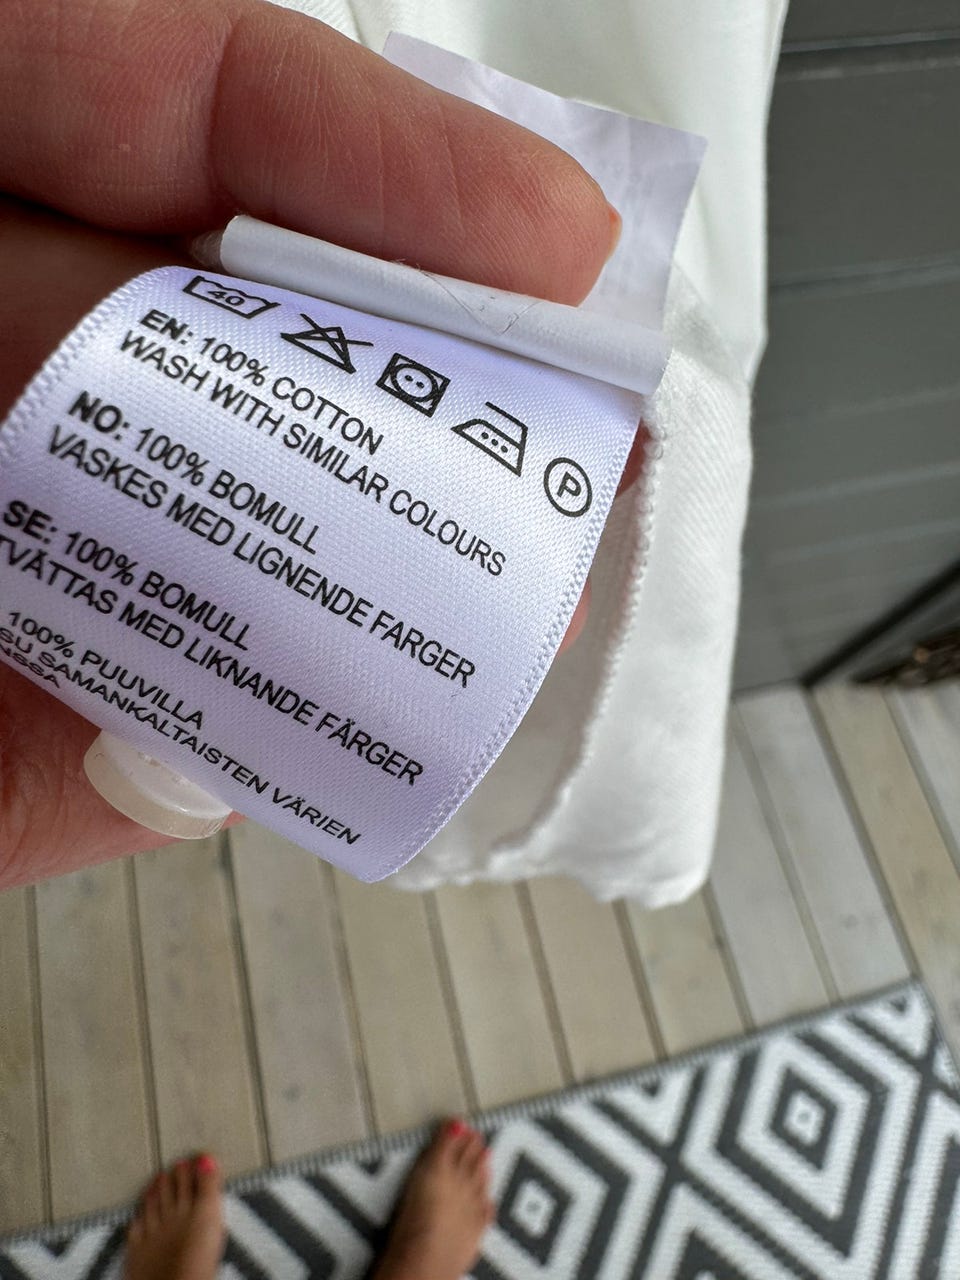 40
P
EN: 100% COTTON
WASH WITH SIMILAR COLOURS
NO: 100% BOMULL
VASKES MED LIGNENDE FARGER
SE: 100% BOMULL
TVÄTTAS MED LIKNANDE FÄRGER
100% PUUVILLA
SAMANKALTAISTEN VÄRIEN